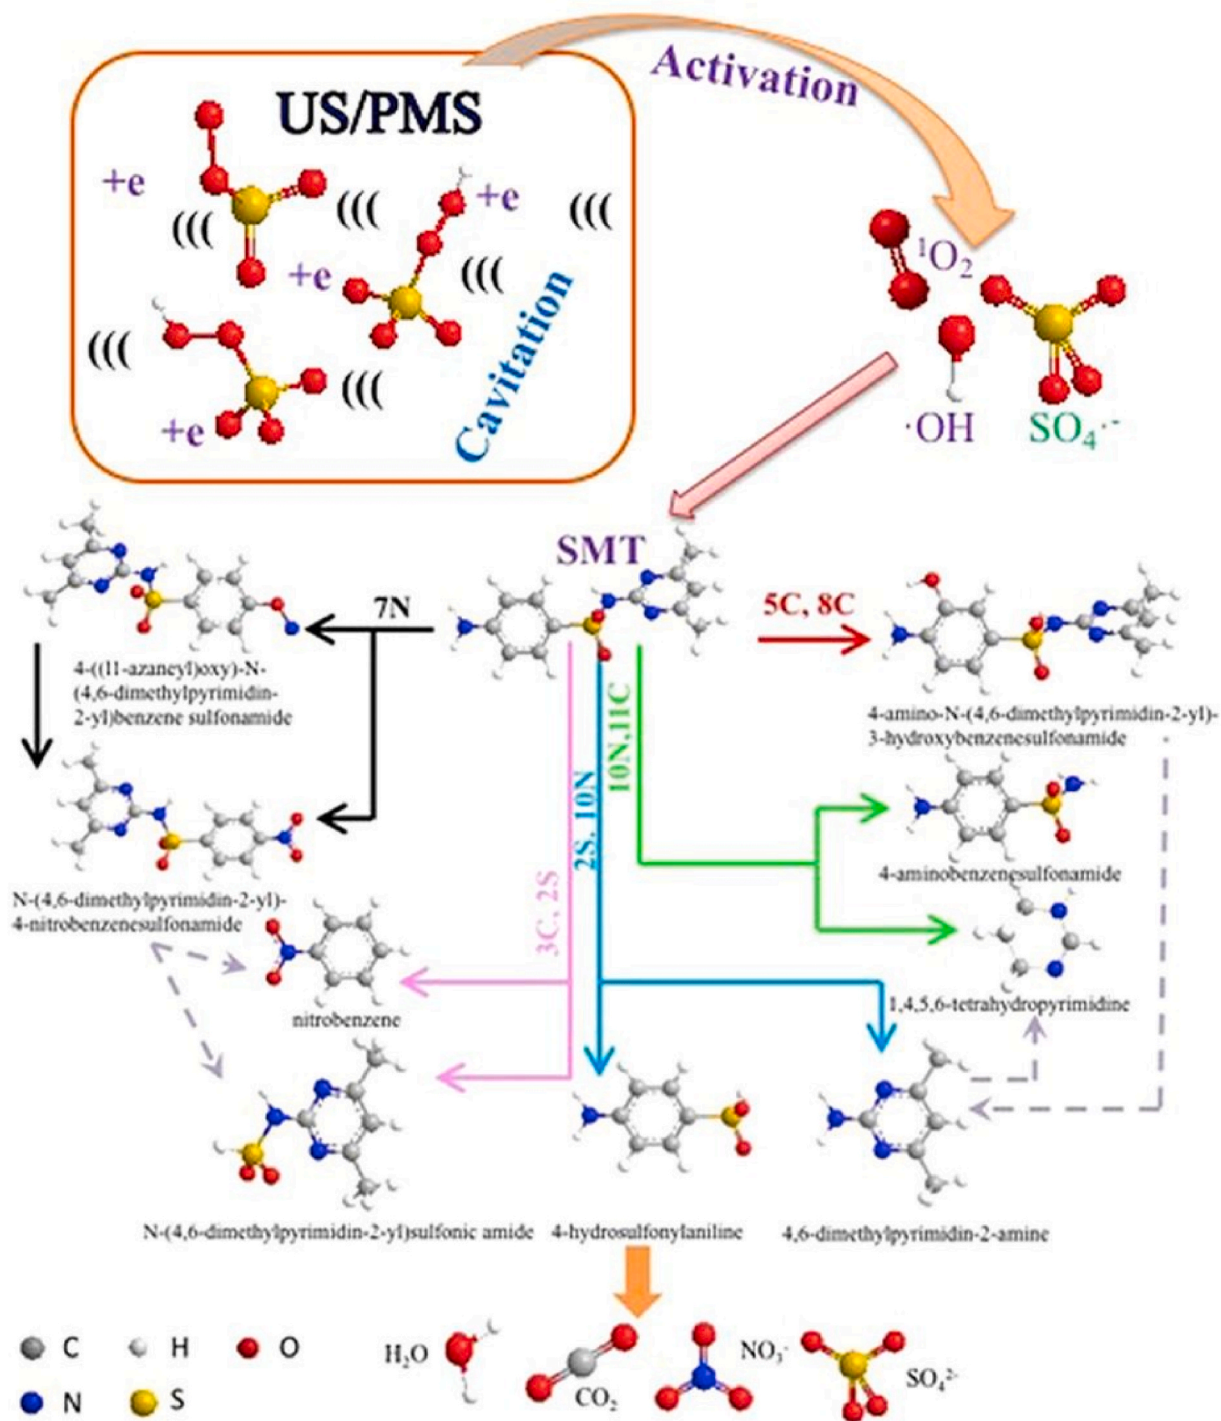 Activation
US/PMS
+e
(((
(((
+e
(((
+e
(((
(((
(((
+e
Cavitation
¹O₂
·OH
SO₄·-
SMT
7N
5C, 8C
4-((l1-azaneyl)oxy)-N-
(4,6-dimethylpyrimidin-
2-yl)benzene sulfonamide
10N,11C
2S, 10N
3C, 2S
4-amino-N-(4,6-dimethylpyrimidin-2-yl)-
3-hydroxybenzenesulfonamide
4-aminobenzenesulfonamide
N-(4,6-dimethylpyrimidin-2-yl)-
4-nitrobenzenesulfonamide
nitrobenzene
1,4,5,6-tetrahydropyrimidine
N-(4,6-dimethylpyrimidin-2-yl)sulfonic amide
4-hydrosulfonylaniline
4,6-dimethylpyrimidin-2-amine
C
H
O
N
S
H₂O
CO₂
NO₃⁻
SO₄²⁻